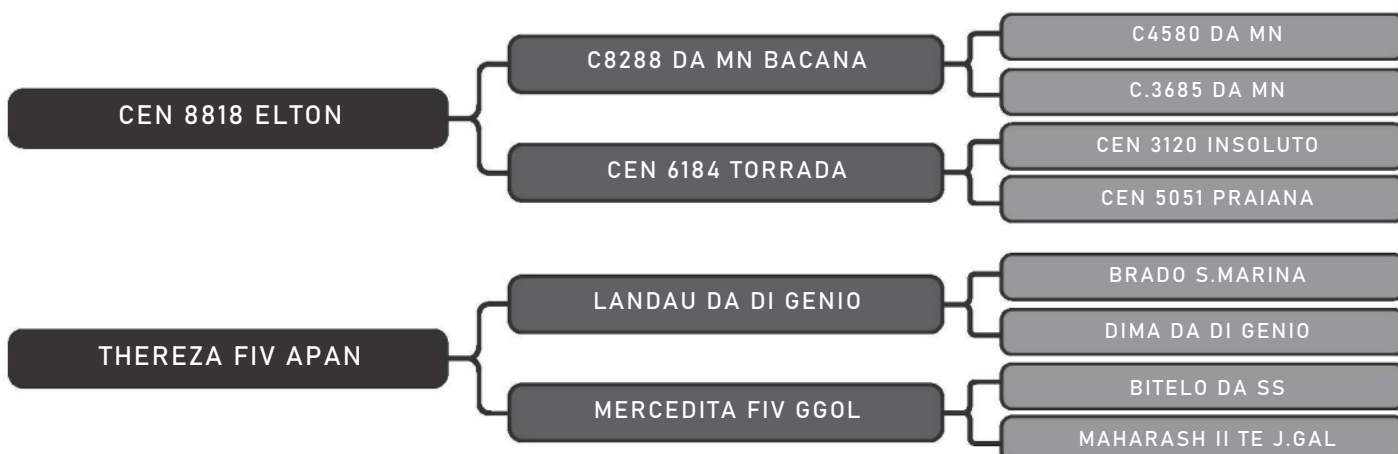 C4580 DA MN
C8288 DA MN BACANA
C.3685 DA MN
CEN 8818 ELTON
CEN 3120 INSOLUTO
CEN 6184 TORRADA
CEN 5051 PRAIANA
BRADO S.MARINA
LANDAU DA DI GENIO
DIMA DA DI GENIO
THEREZA FIV APAN
BITELO DA SS
MERCEDITA FIV GGOL
MAHARASH II TE J.GAL